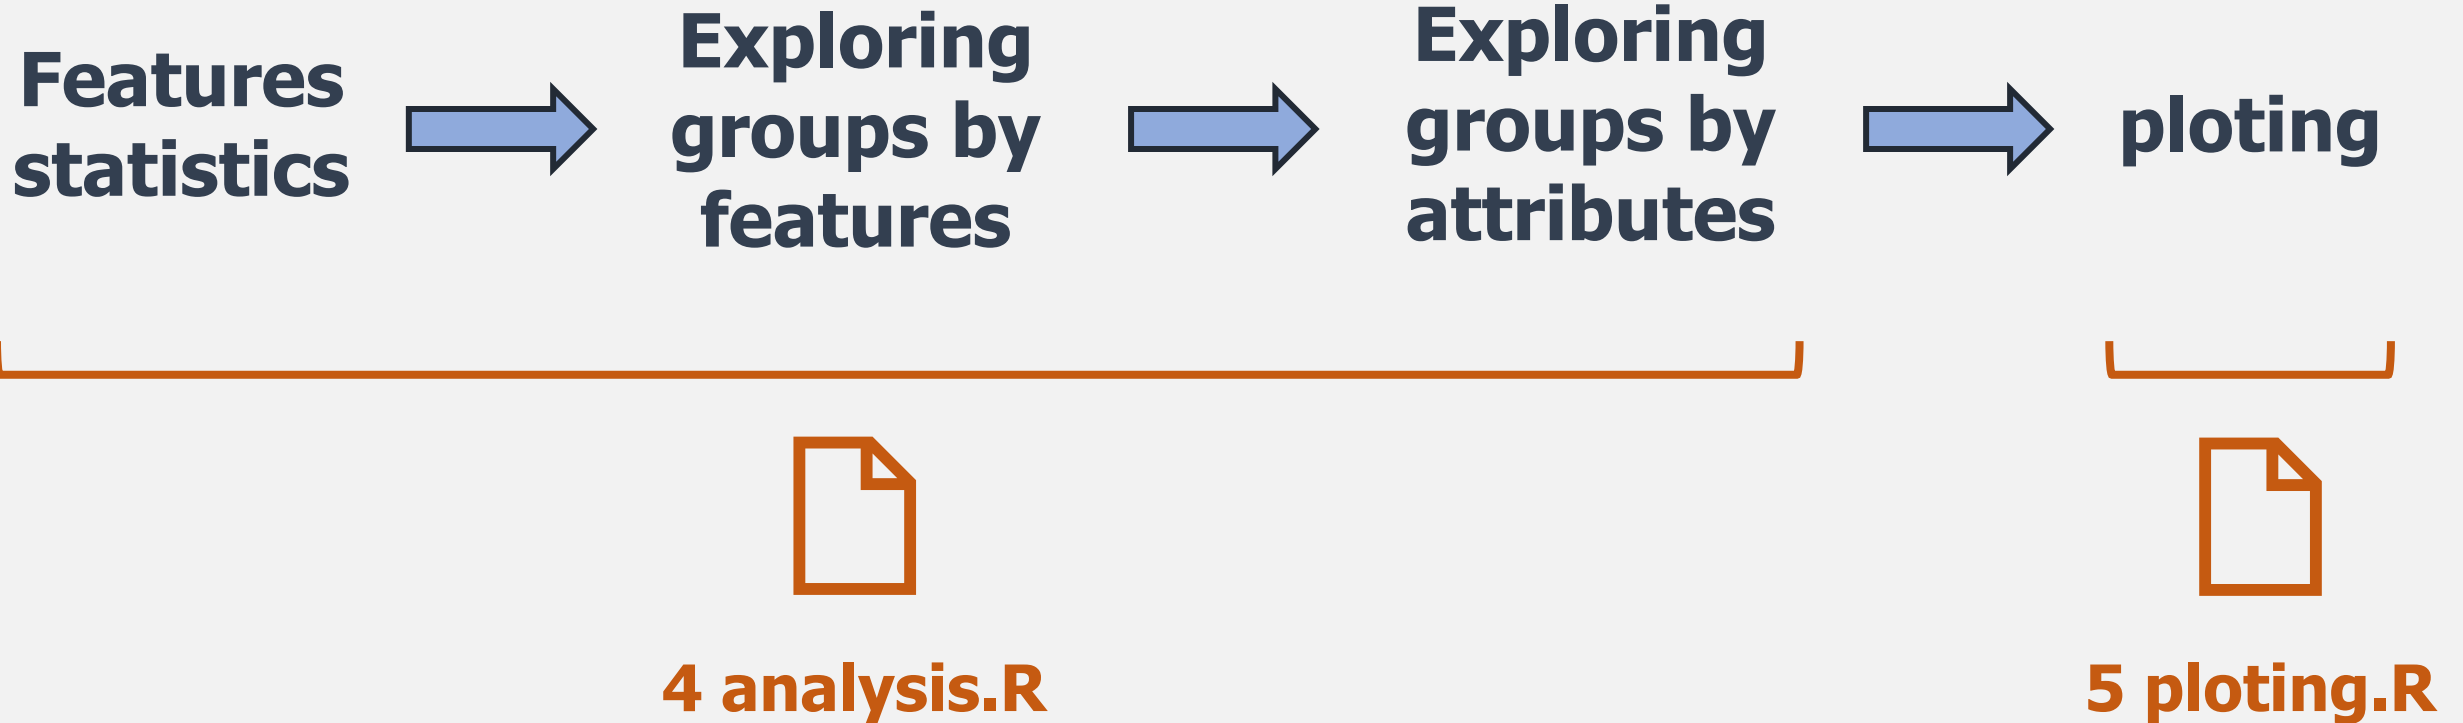 Features
statistics
Exploring
groups by
features
Exploring
groups by
attributes
ploting
4 analysis.R
5 ploting.R